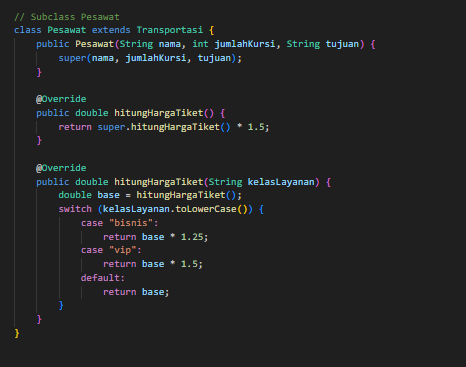 // Subclass Pesawat
class Pesawat extends Transportasi {
    public Pesawat(String nama, int jumlahKursi, String tujuan) {
        super(nama, jumlahKursi, tujuan);
    }

    @Override
    public double hitungHargaTiket() {
        return super.hitungHargaTiket() * 1.5;
    }

    @Override
    public double hitungHargaTiket(String kelasLayanan) {
        double base = hitungHargaTiket();
        switch (kelasLayanan.toLowerCase()) {
            case "bisnis":
                return base * 1.25;
            case "vip":
                return base * 1.5;
            default:
                return base;
        }
    }
}